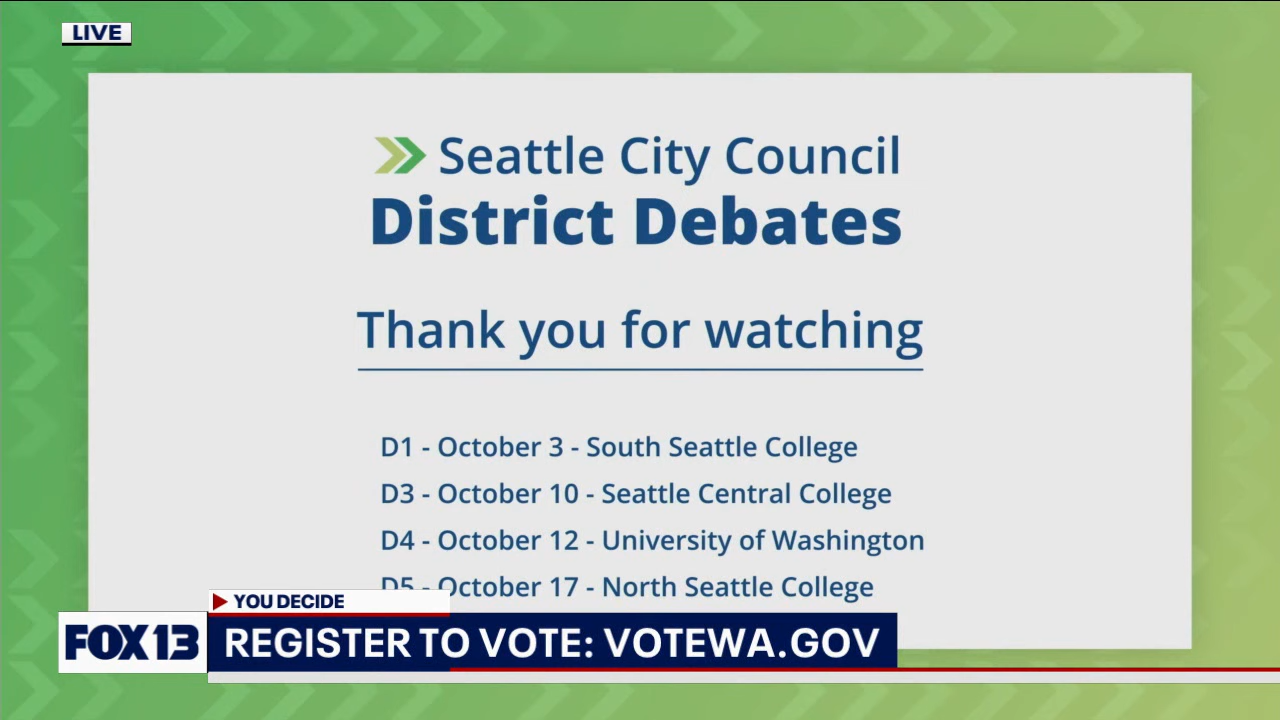 LIVE
Seattle City Council
District Debates
Thank you for watching
D1 - October 3 - South Seattle College
D3 - October 10 - Seattle Central College
D4 - October 12 - University of Washington
D5 - October 17 - North Seattle College
YOU DECIDE
FOX 13
REGISTER TO VOTE: VOTEWA.GOV